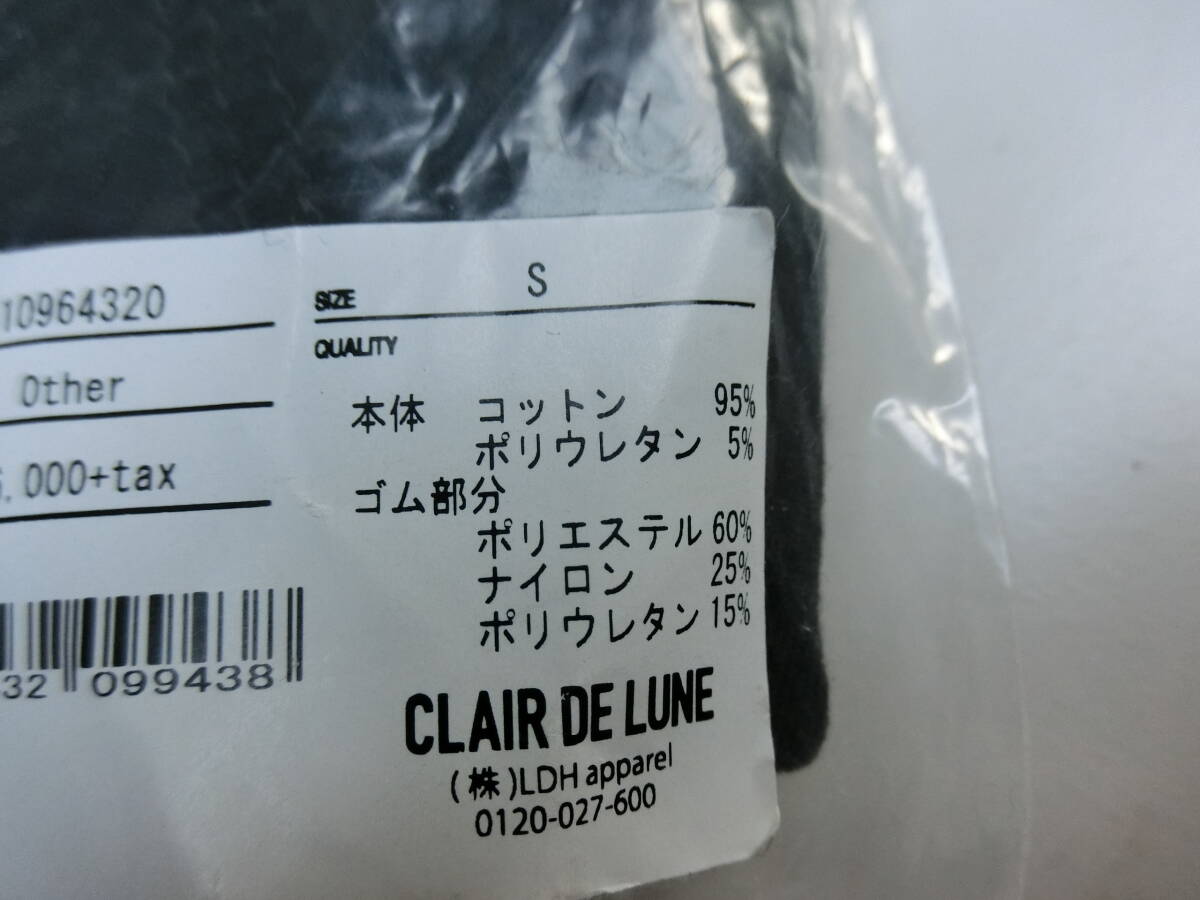 10964320
Other
,000+tax
32 099438
SIZE S
QUALITY
本体 コットン 95%
ポリウレタン 5%
ゴム部分
ポリエステル 60%
ナイロン 25%
ポリウレタン 15%
CLAIR DE LUNE
(株)LDH apparel
0120-027-600